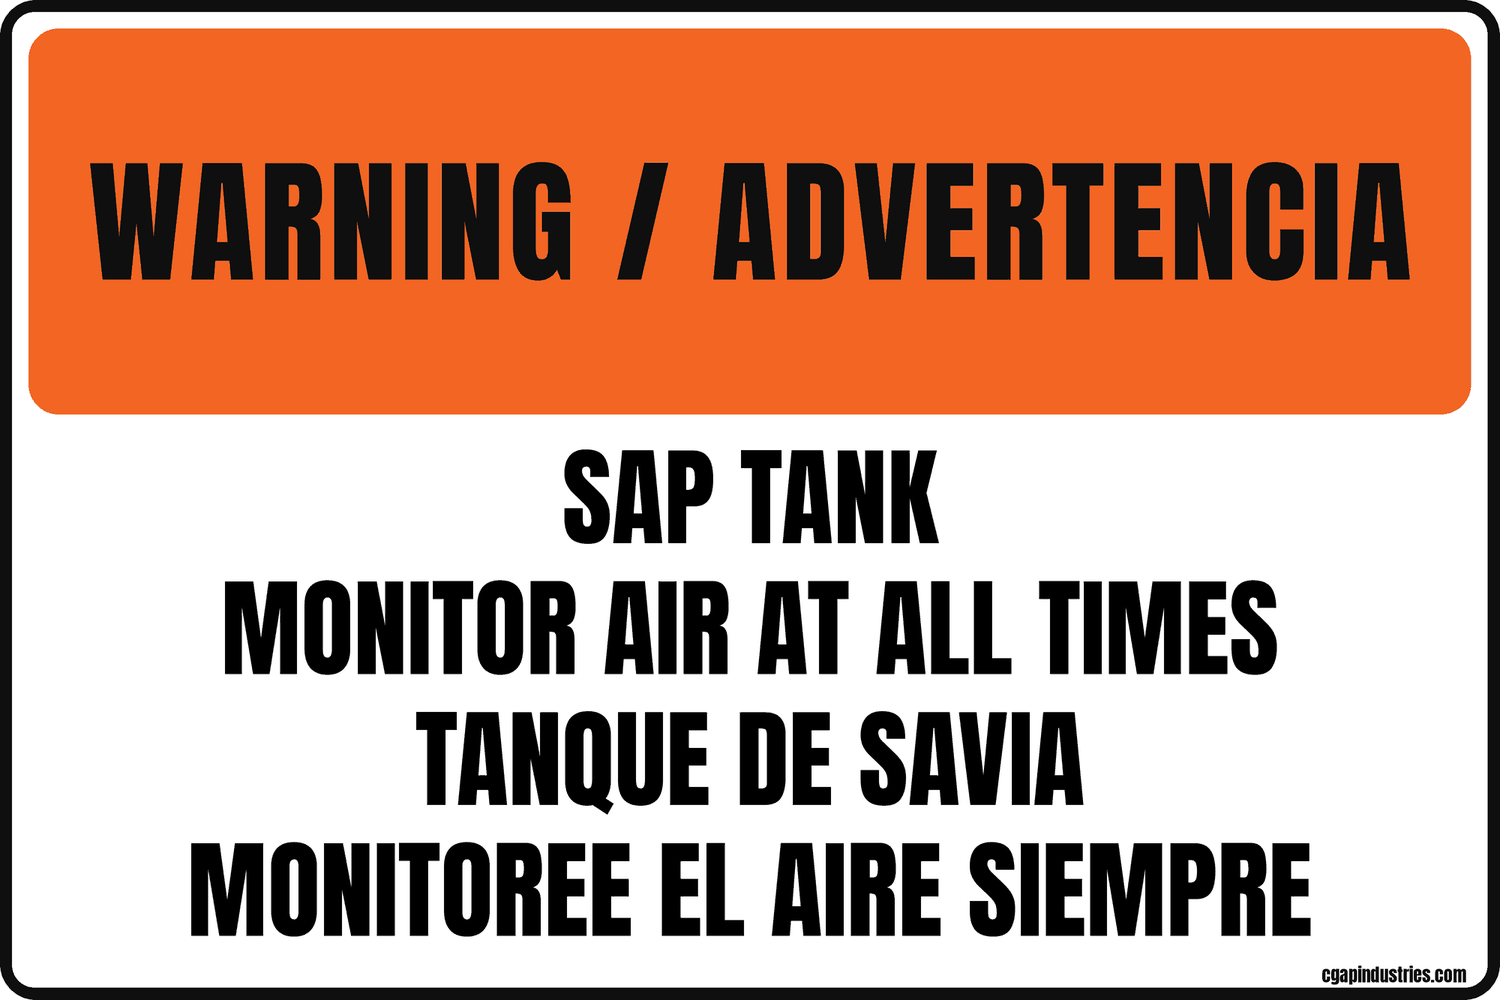 WARNING / ADVERTENCIA
SAP TANK
MONITOR AIR AT ALL TIMES
TANQUE DE SAVIA
MONITOREE EL AIRE SIEMPRE
cgapindustries.com